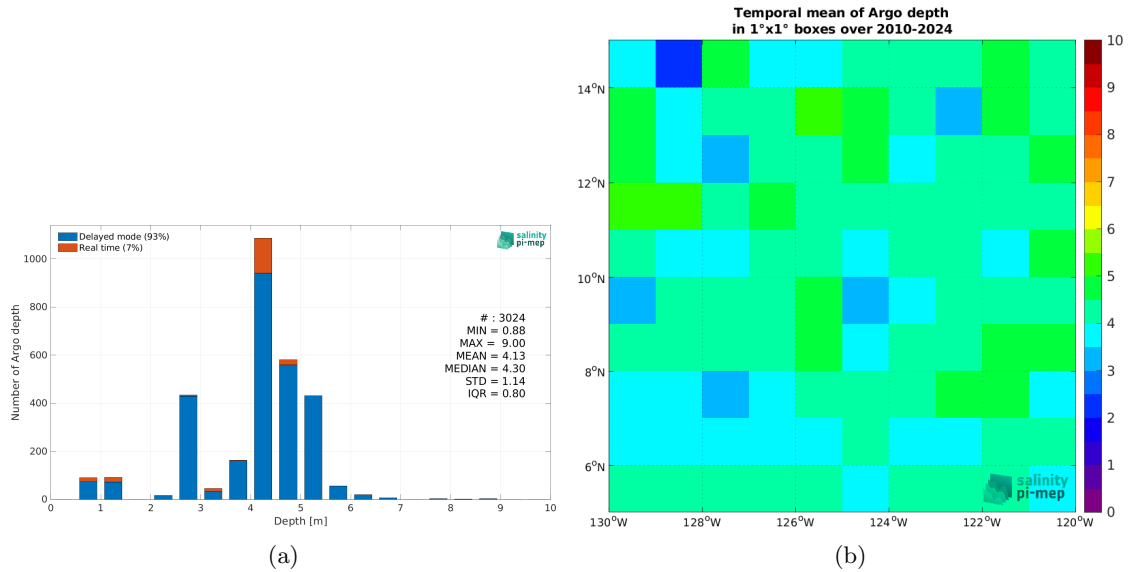 Delayed mode (93%)
Real time (7%)
salinity
pi-mep
1000
800
600
400
200
0
Number of Argo depth
# : 3024
MIN = 0.88
MAX = 9.00
MEAN = 4.13
MEDIAN = 4.30
STD = 1.14
IQR = 0.80
0 1 2 3 4 5 6 7 8 9 10
Depth [m]
(a)
Temporal mean of Argo depth
in 1°x1° boxes over 2010-2024
14°N
12°N
10°N
8°N
6°N
130°W 128°W 126°W 124°W 122°W 120°W
salinity
pi-mep
10
9
8
7
6
5
4
3
2
1
0
(b)